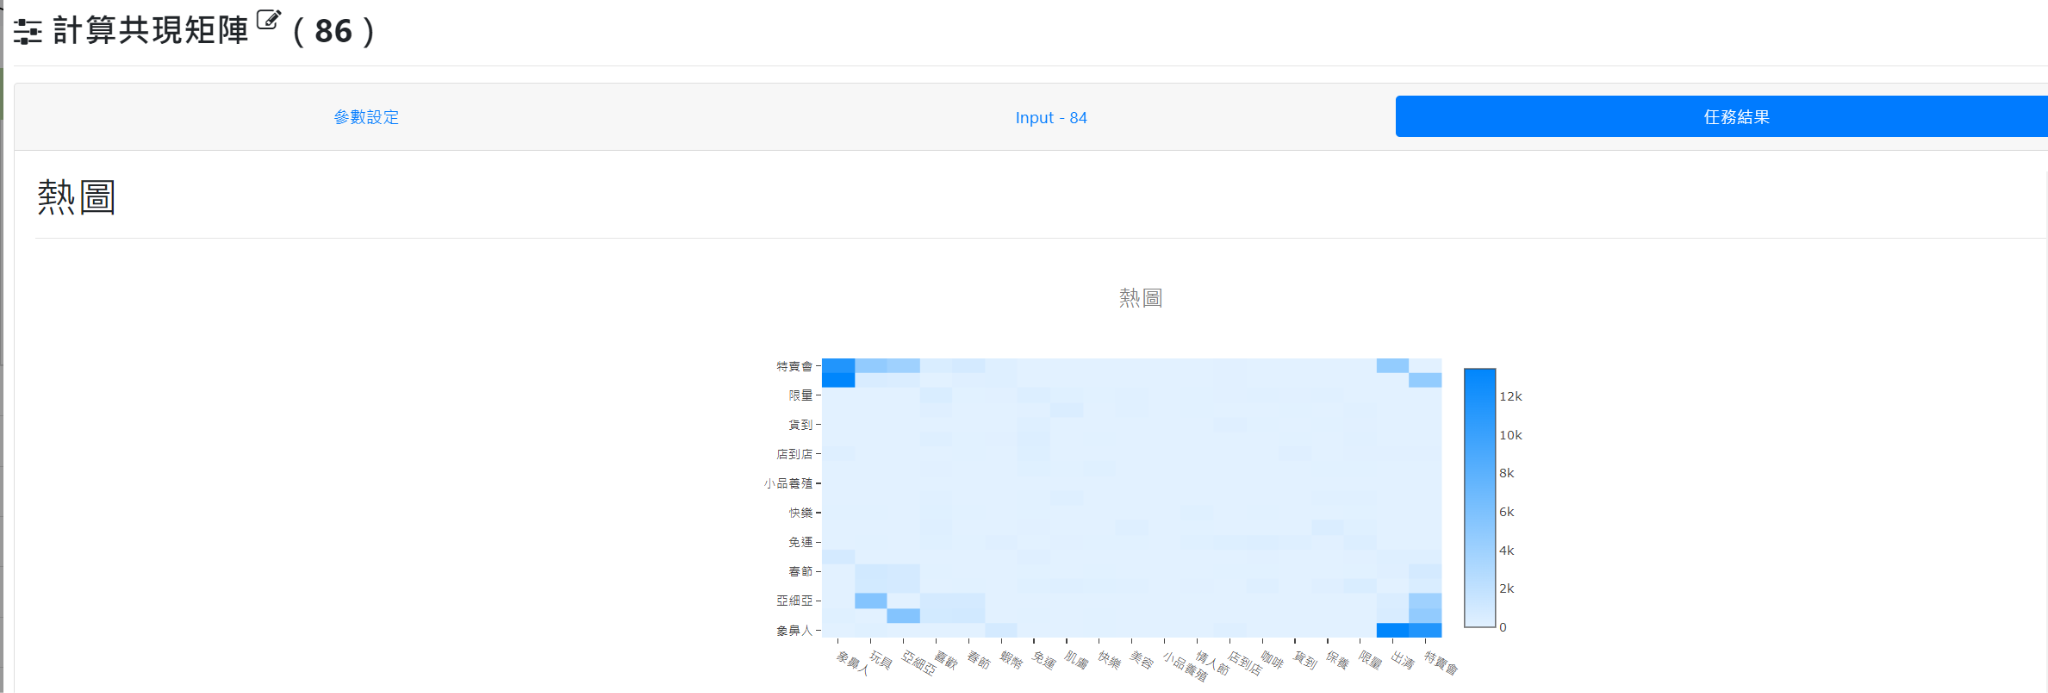 計算共現矩陣 ( 86 )
參數設定 Input - 84 任務結果
熱圖
熱圖
特賣會
限量
貨到
店到店
小品養殖
快樂
免運
春節
亞細亞
象鼻人
12k
10k
8k
6k
4k
2k
0
象鼻人 玩具 亞細亞 喜歡 春節 蝦幣 免運 肌膚 快樂 美容 小品養殖 情人節 店到店 咖啡 貨到 保養 限量 出清 特賣會